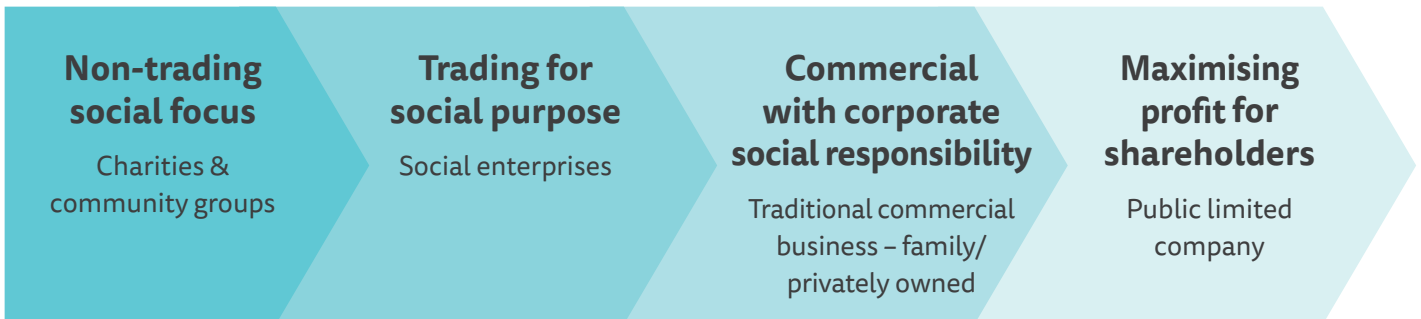 Non-trading
social focus
Charities &
community groups
Trading for
social purpose
Social enterprises
Commercial
with corporate
social responsibility
Traditional commercial
business – family/
privately owned
Maximising
profit for
shareholders
Public limited
company